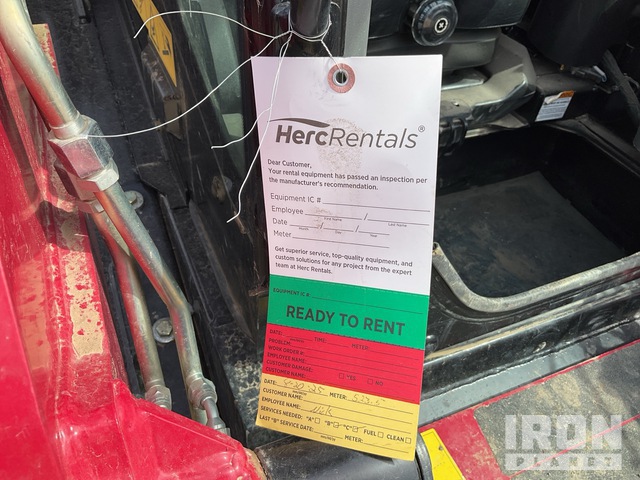 HercRentals®
Dear Customer,
Your rental equipment has passed an inspection per
the manufacturer's recommendation.
Equipment IC #
Employee
First Name / Last Name
Date / /
Month Day Year
Meter
Get superior service, top-quality equipment, and
custom solutions for any project from the expert
team at Herc Rentals.
EQUIPMENT IC #:
READY TO RENT
DATE: TIME: METER:
PROBLEM:
WORK ORDER #:
EMPLOYEE NAME:
CUSTOMER DAMAGE: YES NO
CUSTOMER NAME:
DATE: METER:
CUSTOMER NAME:
EMPLOYEE NAME:
SERVICES NEEDED: "A" "B" "C" FUEL CLEAN
LAST "B" SERVICE DATE: METER:
IRON
PLANET